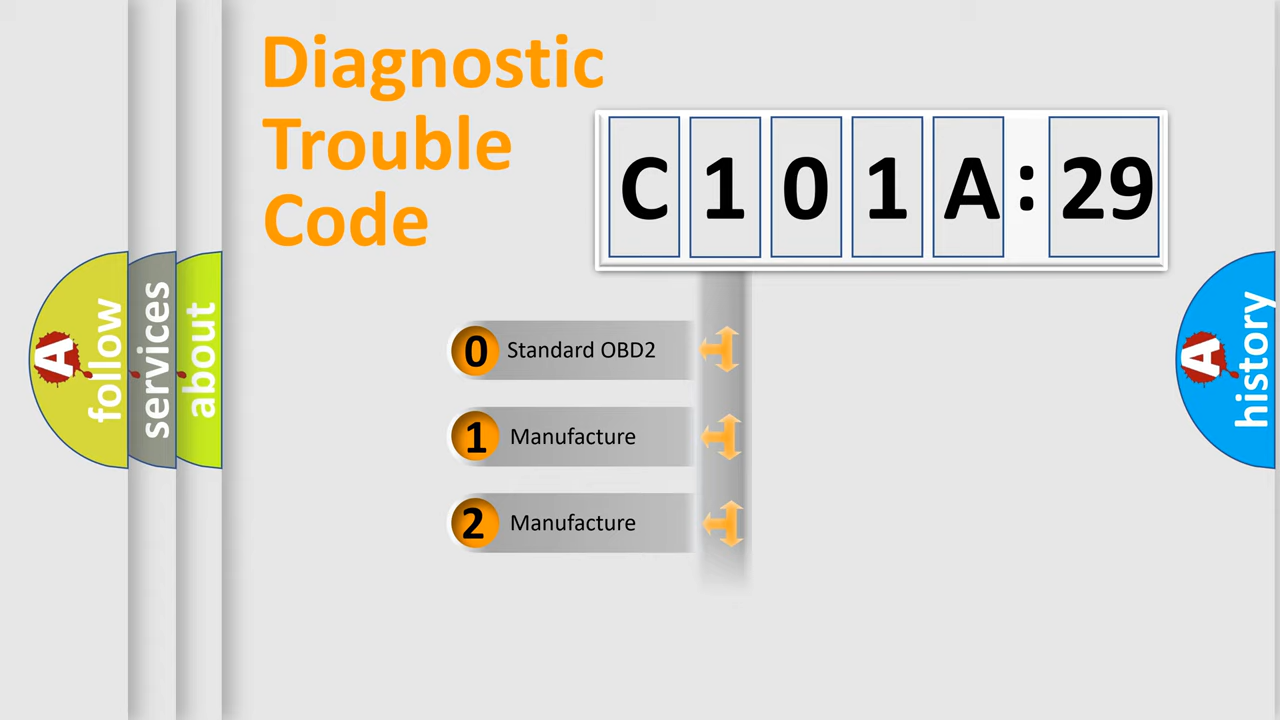 Diagnostic
Trouble
Code
C101A:29
0 Standard OBD2
1 Manufacture
2 Manufacture
A follow
services
about
A history